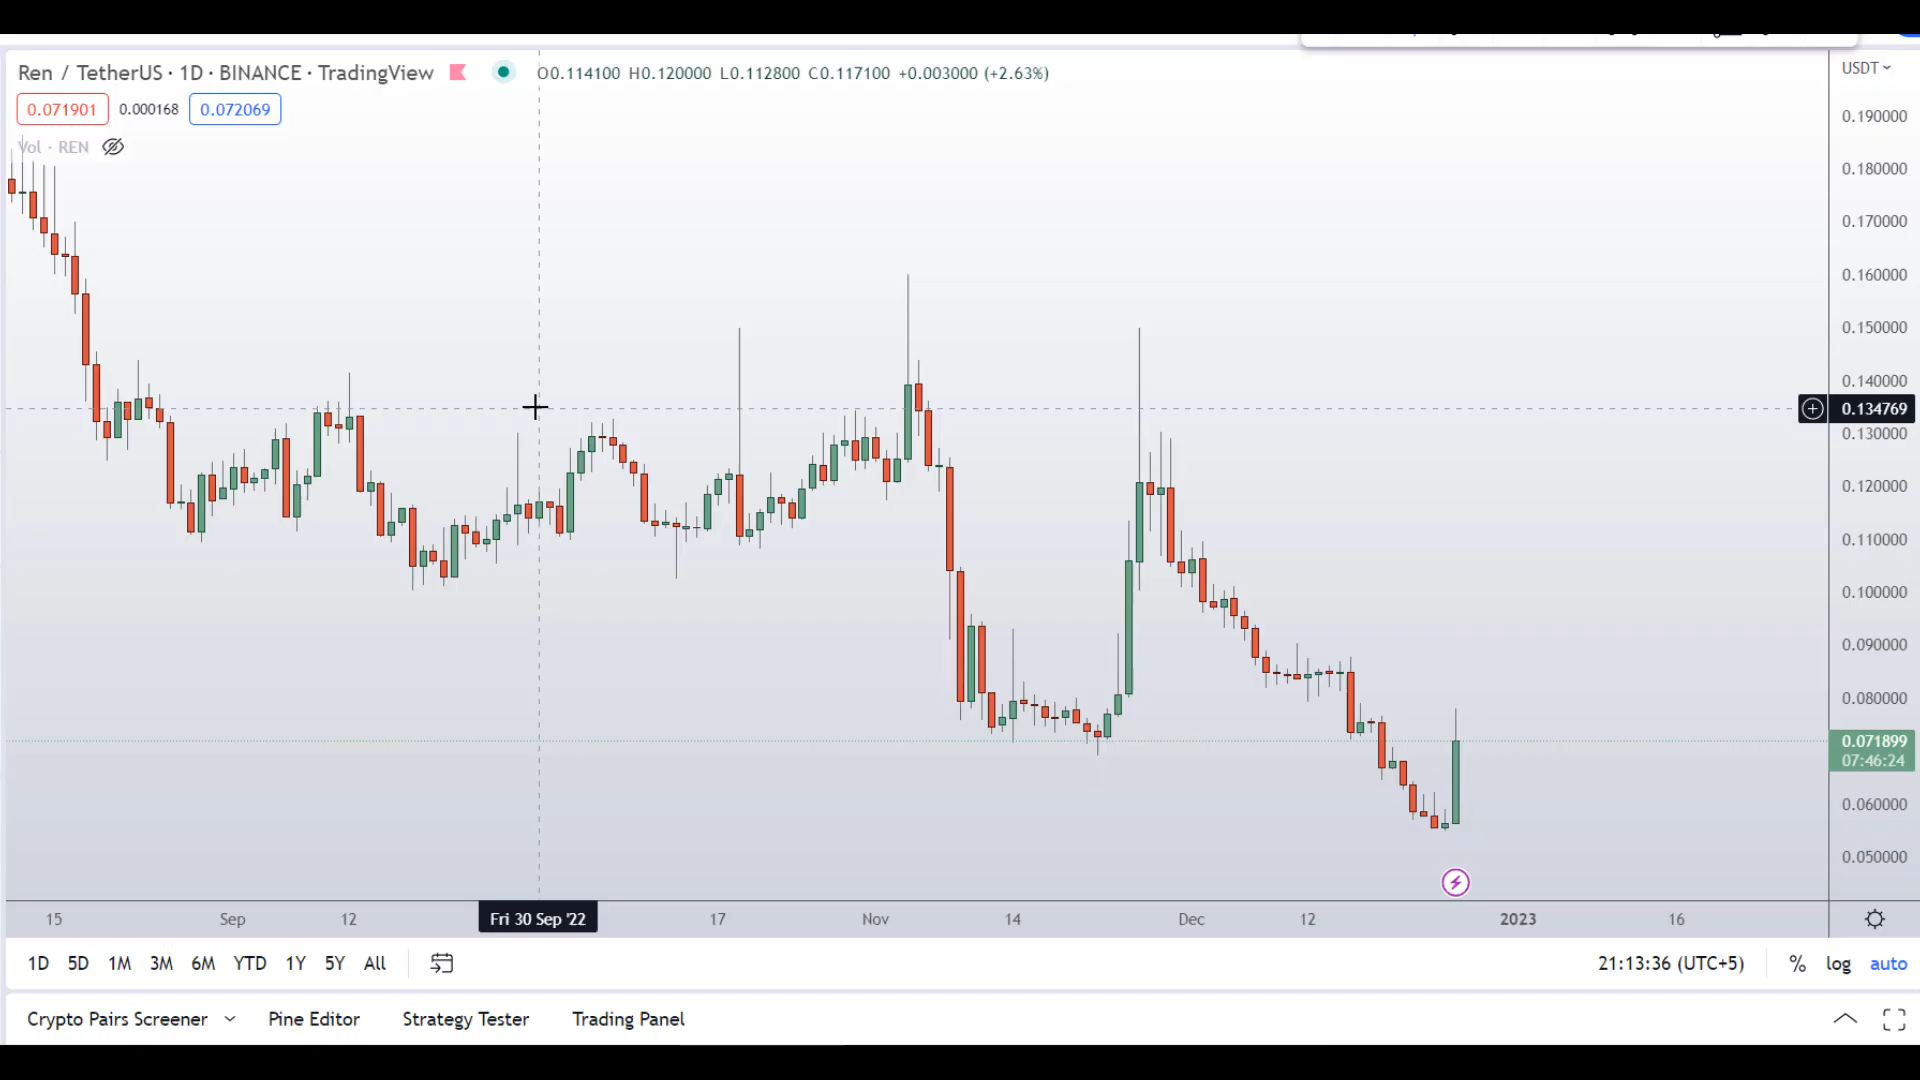 Ren / TetherUS · 1D · BINANCE · TradingView O0.114100 H0.120000 L0.112800 C0.117100 +0.003000 (+2.63%) USDT
0.071901 0.000168 0.072069
Vol · REN
0.190000
0.180000
0.170000
0.160000
0.150000
0.140000
0.134769
0.130000
0.120000
0.110000
0.100000
0.090000
0.080000
0.071899
07:46:24
0.060000
0.050000
15 Sep 12 Fri 30 Sep '22 17 Nov 14 Dec 12 2023 16
1D 5D 1M 3M 6M YTD 1Y 5Y All 21:13:36 (UTC+5) % log auto
Crypto Pairs Screener Pine Editor Strategy Tester Trading Panel